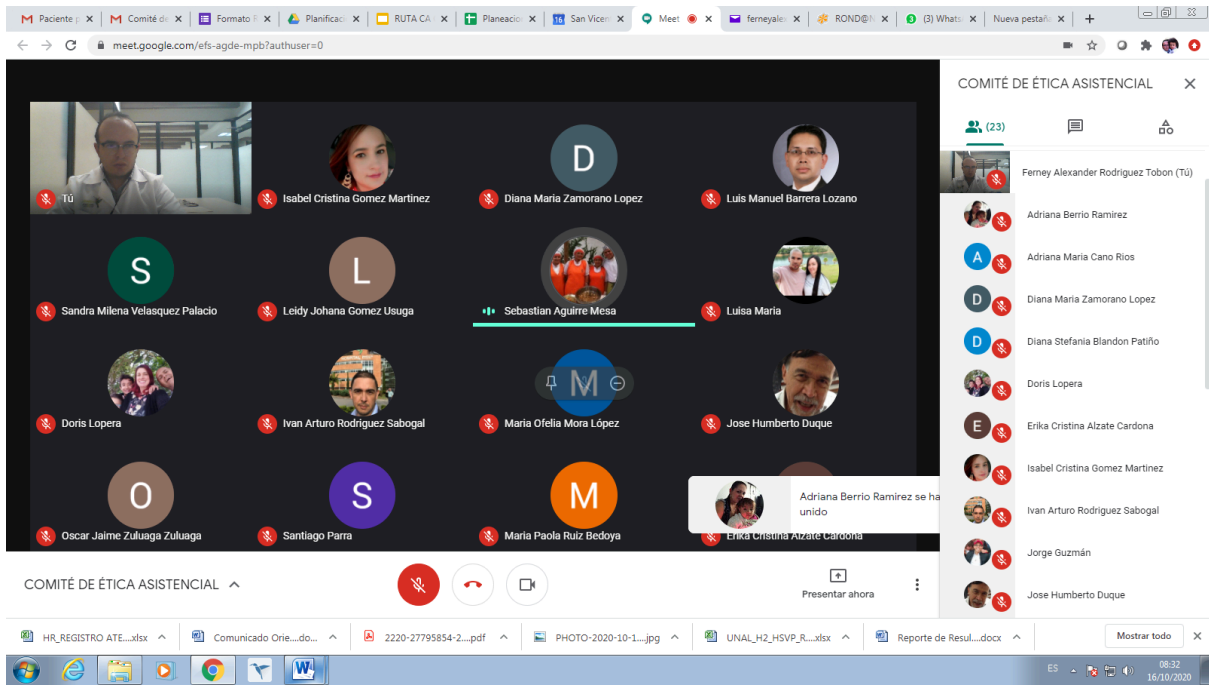 Paciente p
Comité de
Formato R
Planificaci
RUTA CA
Planeacion
San Vicen
Meet
ferneyale
ROND@N
(3) Whats
Nueva pestaña
meet.google.com/efs-agde-mpb?authuser=0
Tú
Isabel Cristina Gomez Martinez
D
Diana Maria Zamorano Lopez
Luis Manuel Barrera Lozano
S
Sandra Milena Velasquez Palacio
L
Leidy Johana Gomez Usuga
Sebastian Aguirre Mesa
Luisa Maria
Doris Lopera
Ivan Arturo Rodriguez Sabogal
M
Maria Ofelia Mora López
Jose Humberto Duque
O
Oscar Jaime Zuluaga Zuluaga
S
Santiago Parra
M
Maria Paola Ruiz Bedoya
Erika Cristina Alzate Cardona
Adriana Berrio Ramirez se ha
unido
COMITÉ DE ÉTICA ASISTENCIAL
(23)
Ferney Alexander Rodriguez Tobon (Tú)
Adriana Berrio Ramirez
A
Adriana Maria Cano Rios
D
Diana Maria Zamorano Lopez
D
Diana Stefania Blandon Patiño
Doris Lopera
E
Erika Cristina Alzate Cardona
Isabel Cristina Gomez Martinez
Ivan Arturo Rodriguez Sabogal
Jorge Guzmán
Jose Humberto Duque
COMITÉ DE ÉTICA ASISTENCIAL
Presentar ahora
HR_REGISTRO ATE....xlsx
Comunicado Orie....do...
2220-27795854-2....pdf
PHOTO-2020-10-1....jpg
UNAL_H2_HSVP_R....xlsx
Reporte de Resul....docx
Mostrar todo
ES
08:32
16/10/2020